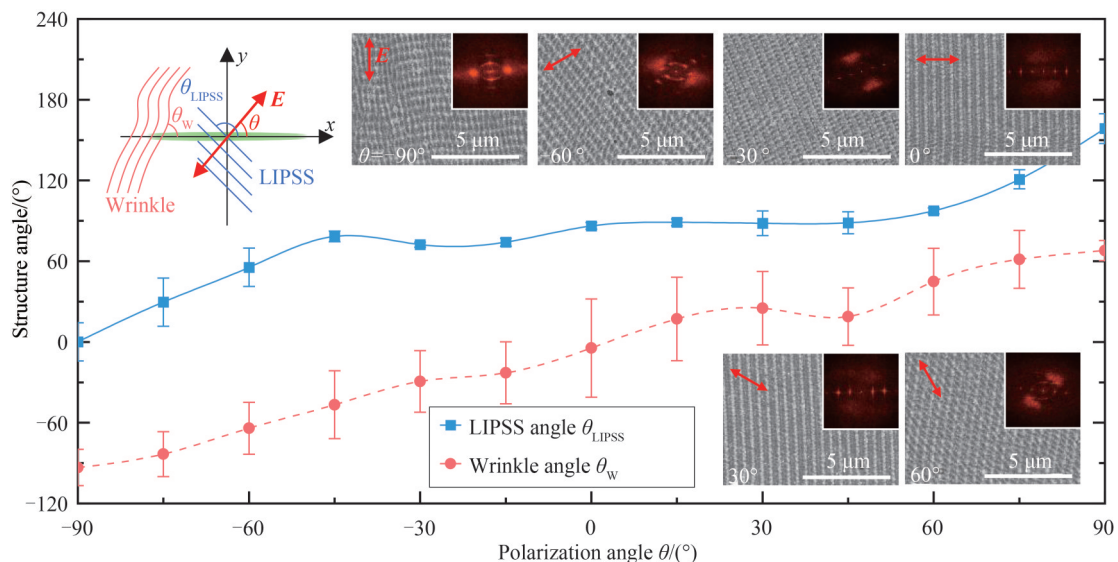 240
180
120
60
0
−60
−120
Structure angle/(°)
y
θLIPSS
E
θW
θ
x
LIPSS
Wrinkle
E
5 μm
θ=−90°
5 μm
60°
5 μm
30°
5 μm
0°
5 μm
30°
5 μm
60°
LIPSS angle θLIPSS
Wrinkle angle θW
−90 −60 −30 0 30 60 90
Polarization angle θ/(°)